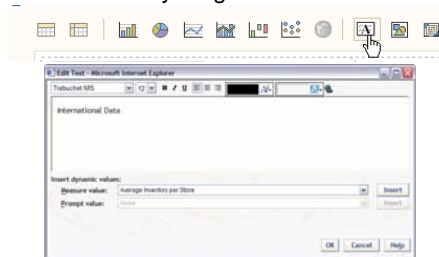 A
Edit Text - Microsoft Internet Explorer
Trebuchet MS 12 B I U
International Data
Insert dynamic values:
Measure value: Average Inventory per Store Insert
Prompt value: None Insert
OK Cancel Help